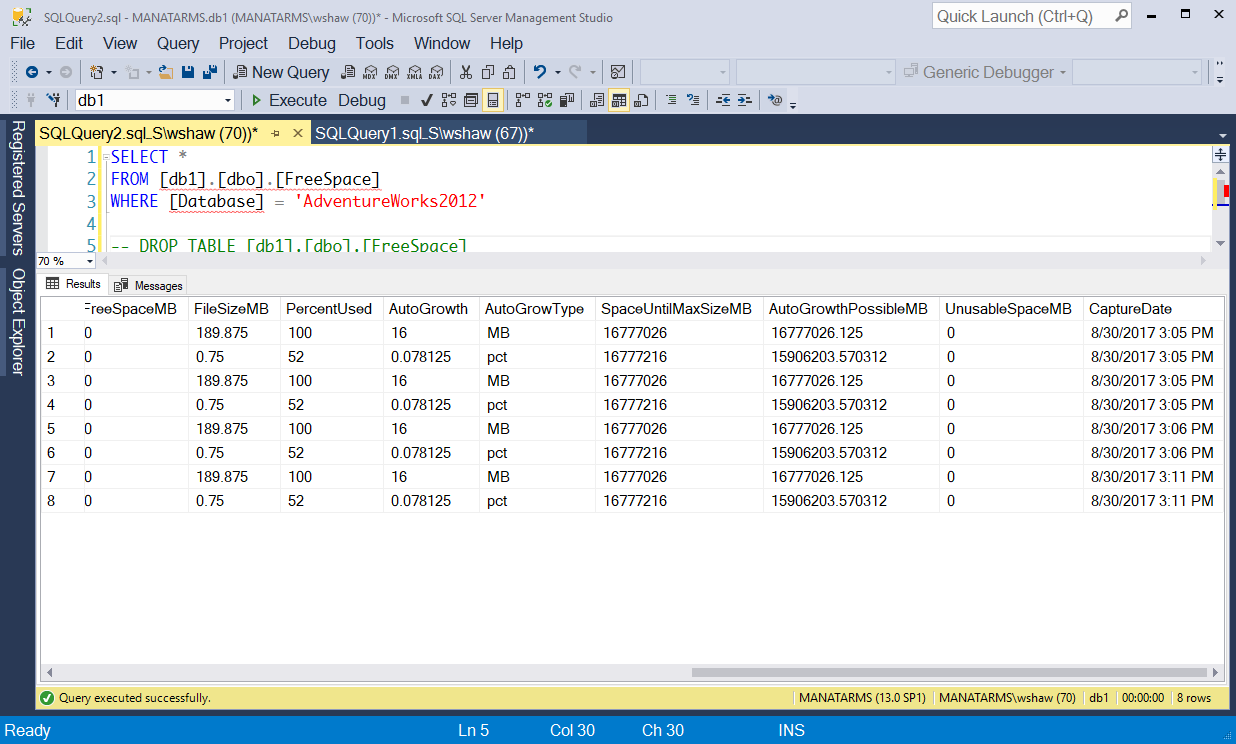 SQLQuery2.sql - MANATARMS.db1 (MANATARMS\wshaw (70))* - Microsoft SQL Server Management Studio
Quick Launch (Ctrl+Q)
File Edit View Query Project Debug Tools Window Help
New Query MDX DMX XMLA DAX Generic Debugger
db1 Execute Debug
SQLQuery2.sqLS\wshaw (70))* SQLQuery1.sqLS\wshaw (67))*
Registered Servers
Object Explorer
1 SELECT *
2 FROM [db1].[dbo].[FreeSpace]
3 WHERE [Database] = 'AdventureWorks2012'
4
5 -- DROP TABLE [db1].[dbo].[FreeSpace]
70 %
Results Messages
FreeSpaceMB FileSizeMB PercentUsed AutoGrowth AutoGrowType SpaceUntilMaxSizeMB AutoGrowthPossibleMB UnusableSpaceMB CaptureDate
1 0 189.875 100 16 MB 16777026 16777026.125 0 8/30/2017 3:05 PM
2 0 0.75 52 0.078125 pct 16777216 15906203.570312 0 8/30/2017 3:05 PM
3 0 189.875 100 16 MB 16777026 16777026.125 0 8/30/2017 3:05 PM
4 0 0.75 52 0.078125 pct 16777216 15906203.570312 0 8/30/2017 3:05 PM
5 0 189.875 100 16 MB 16777026 16777026.125 0 8/30/2017 3:06 PM
6 0 0.75 52 0.078125 pct 16777216 15906203.570312 0 8/30/2017 3:06 PM
7 0 189.875 100 16 MB 16777026 16777026.125 0 8/30/2017 3:11 PM
8 0 0.75 52 0.078125 pct 16777216 15906203.570312 0 8/30/2017 3:11 PM
Query executed successfully. MANATARMS (13.0 SP1) MANATARMS\wshaw (70) db1 00:00:00 8 rows
Ready Ln 5 Col 30 Ch 30 INS